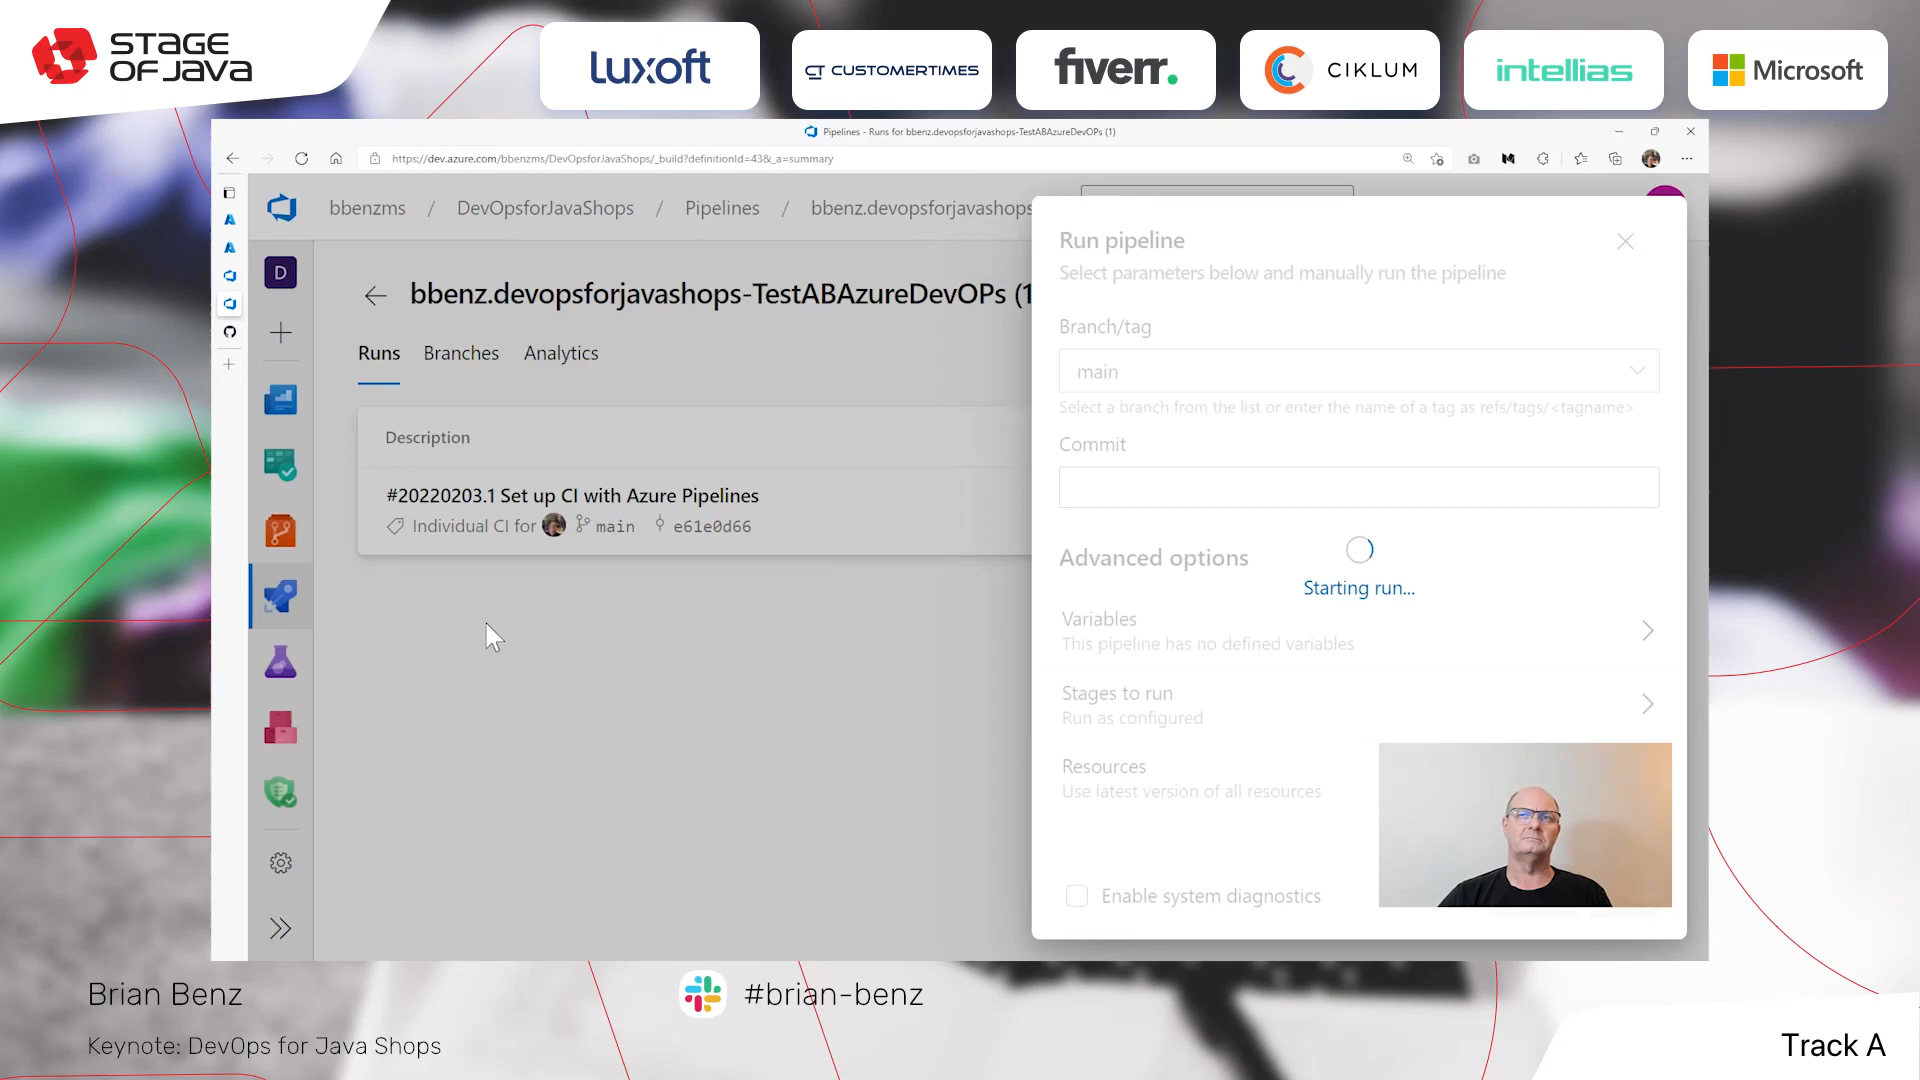 STAGE
OF JAVA
luxoft
CT CUSTOMERTIMES
fiverr.
CIKLUM
intellias
Microsoft
Pipelines - Runs for bbenz.devopsforjavashops-TestABAzureDevOPs (1)
https://dev.azure.com/bbenzms/DevOpsforJavaShops/_build?definitionId=43&_a=summary
bbenzms / DevOpsforJavaShops / Pipelines / bbenz.devopsforjavashops
D
bbenz.devopsforjavashops-TestABAzureDevOPs (1
Runs
Branches
Analytics
Description
#20220203.1 Set up CI with Azure Pipelines
Individual CI for
main
e61e0d66
Run pipeline
Select parameters below and manually run the pipeline
Branch/tag
main
Select a branch from the list or enter the name of a tag as refs/tags/<tagname>
Commit
Advanced options
Starting run...
Variables
This pipeline has no defined variables
Stages to run
Run as configured
Resources
Use latest version of all resources
Enable system diagnostics
Brian Benz
#brian-benz
Keynote: DevOps for Java Shops
Track A